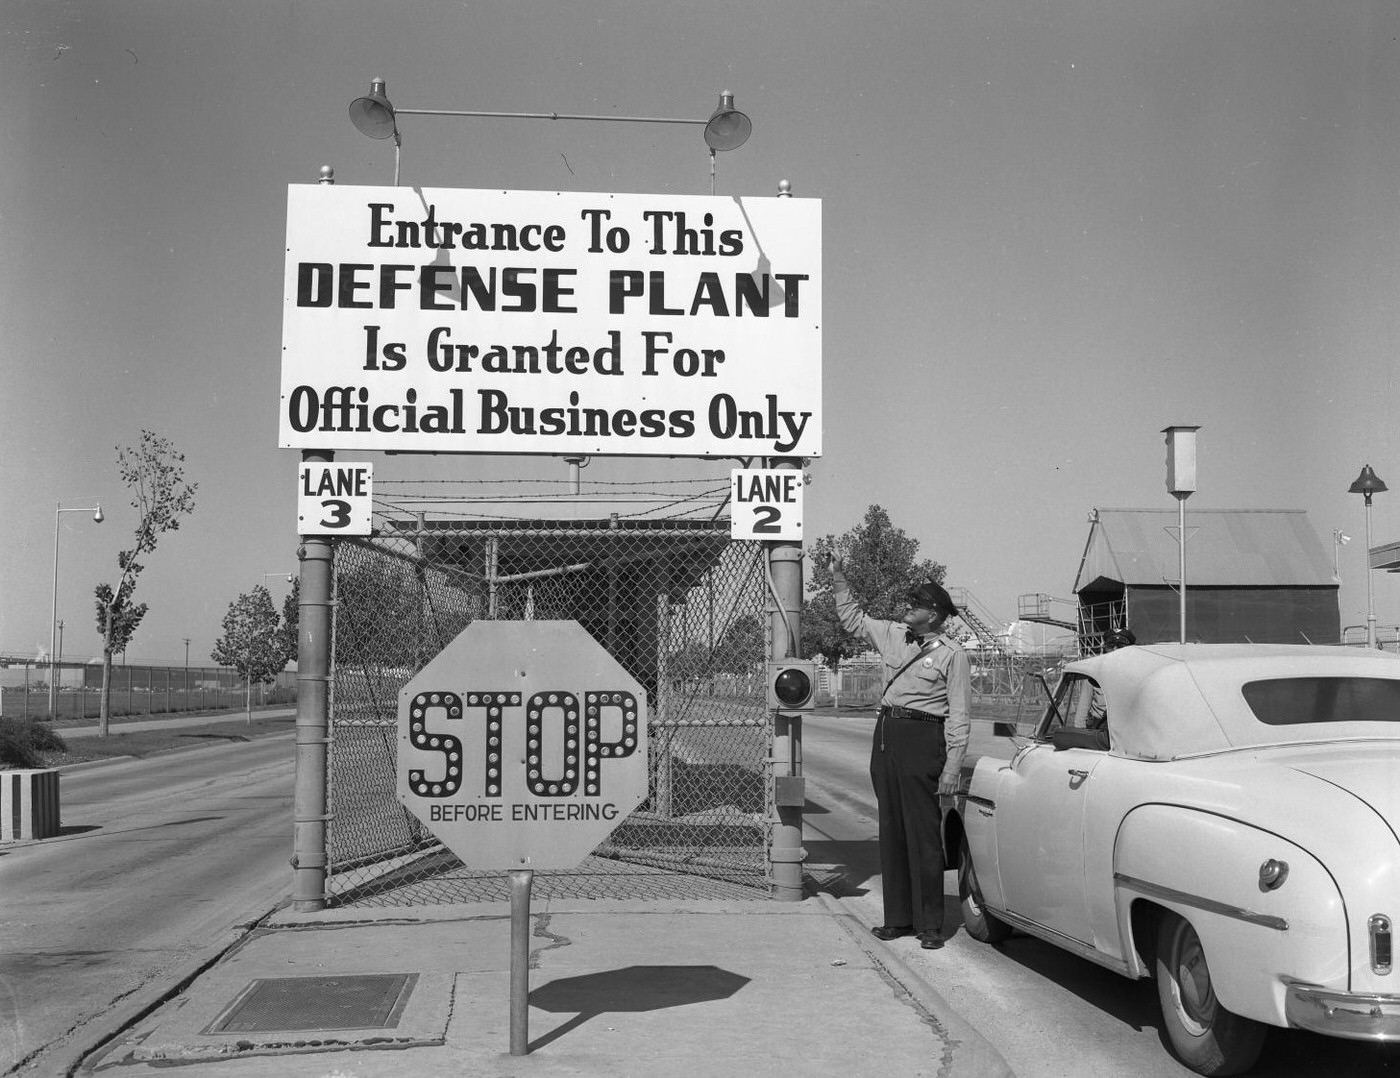 Entrance To This
DEFENSE PLANT
Is Granted For
Official Business Only
LANE
3
LANE
2
STOP
BEFORE ENTERING